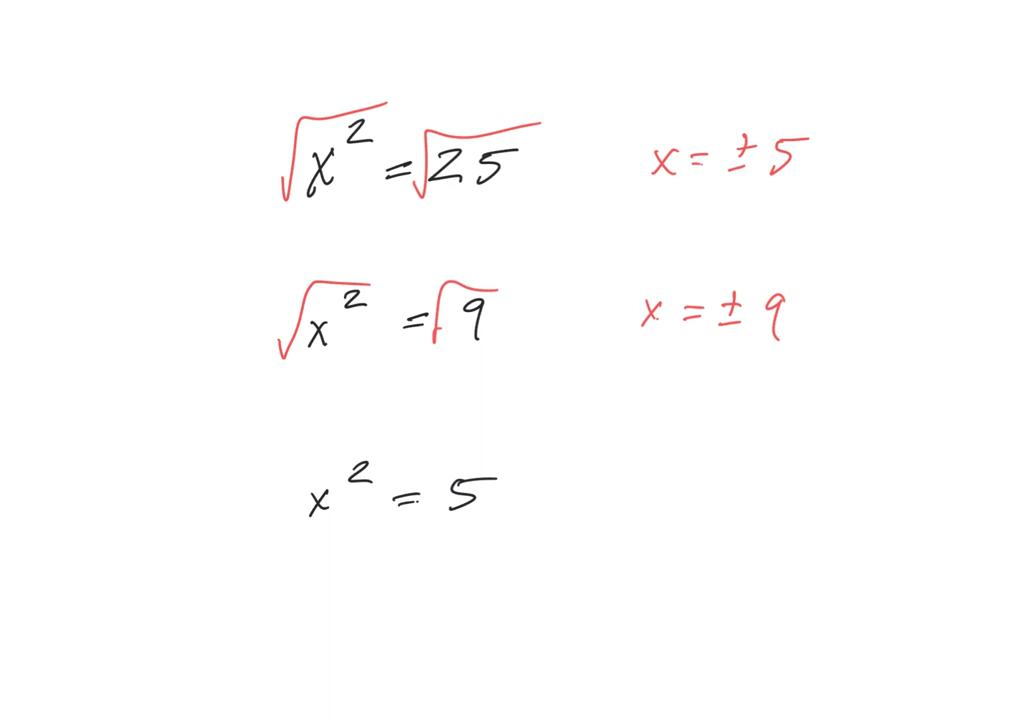 √x² = √25 x = ± 5
√x² = √9 x = ± 9
x² = 5